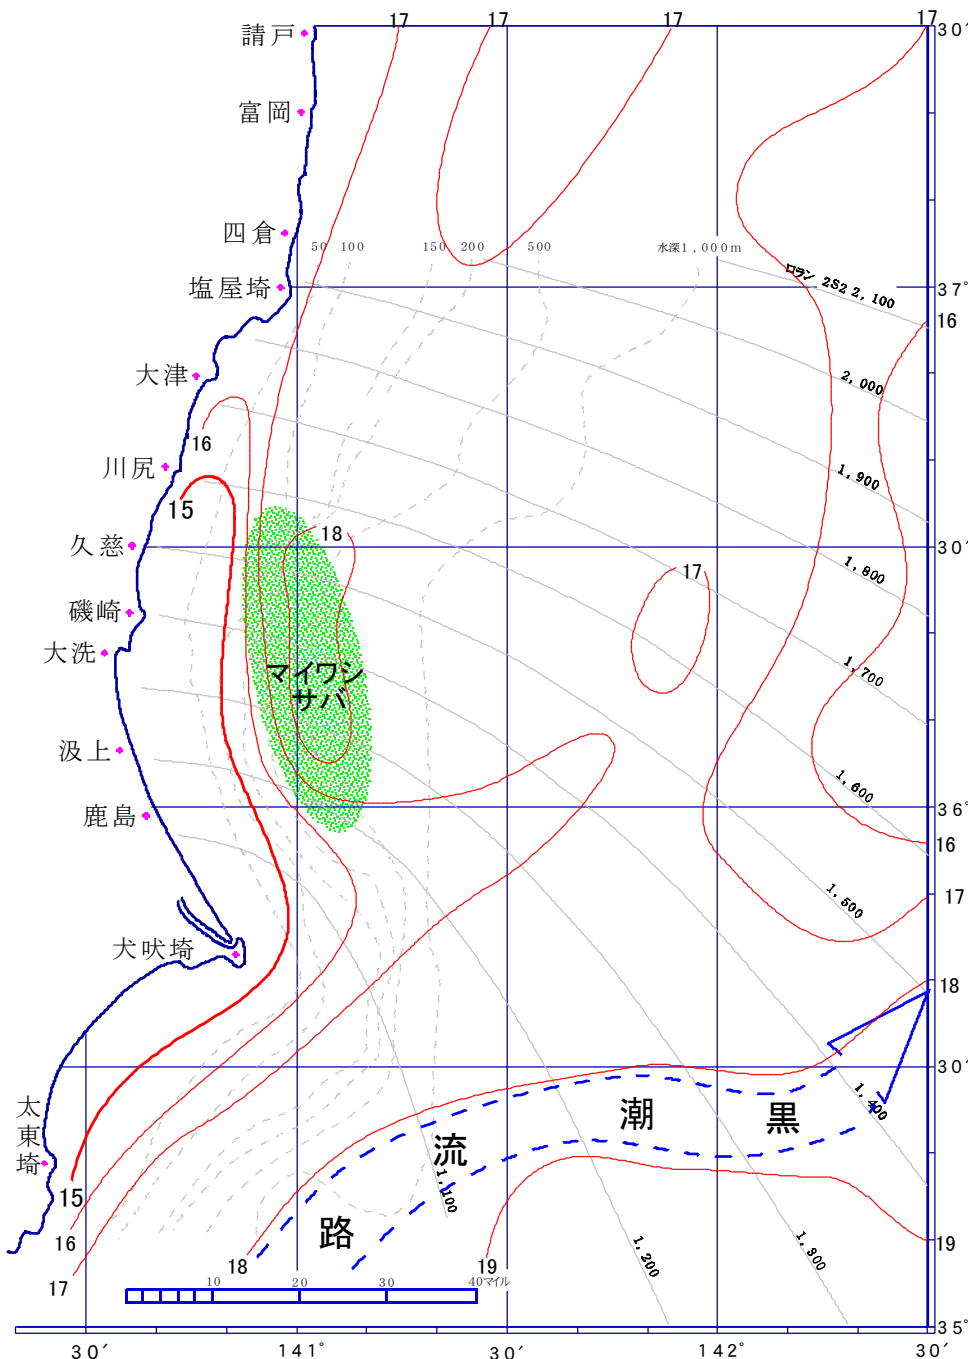 17
17
17
17
30′
請戸
富岡
四倉
50 100 150 200 500 水深1,000m
ロラン 2S2 2,100
塩屋埼
37°
16
大津
2,000
16
川尻
15
1,900
久慈
18
30′
17
1,800
磯崎
大洗
マイワシ
サバ
1,700
汲上
1,600
鹿島
36°
16
17
1,500
犬吠埼
18
30′
1,400
黒
潮
流
路
太東埼
1,100
15
16
17
18
19
19
1,200
1,300
10 20 30 40マイル
35°
30′ 141° 30′ 142° 30′